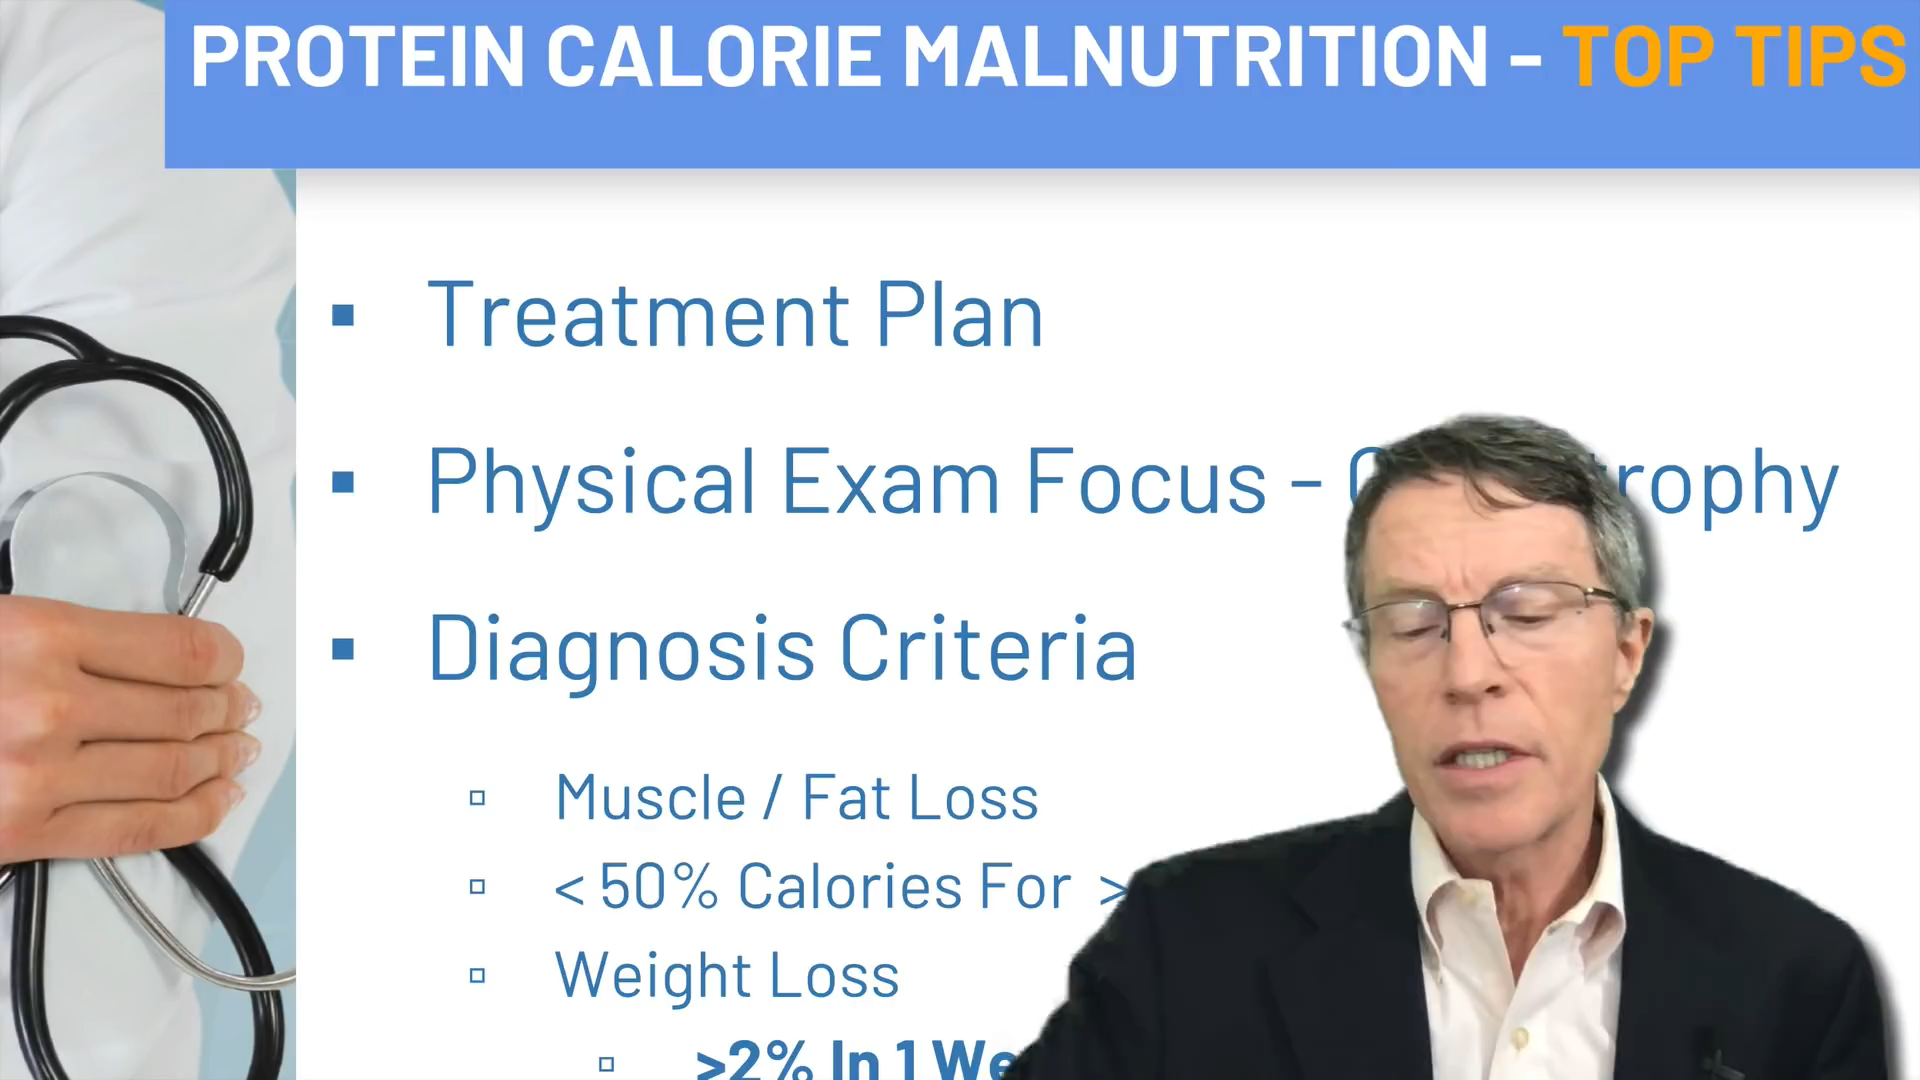 PROTEIN CALORIE MALNUTRITION - TOP TIPS
Treatment Plan
Physical Exam Focus -
Diagnosis Criteria
Muscle / Fat Loss
< 50% Calories For >
Weight Loss
>2% In 1